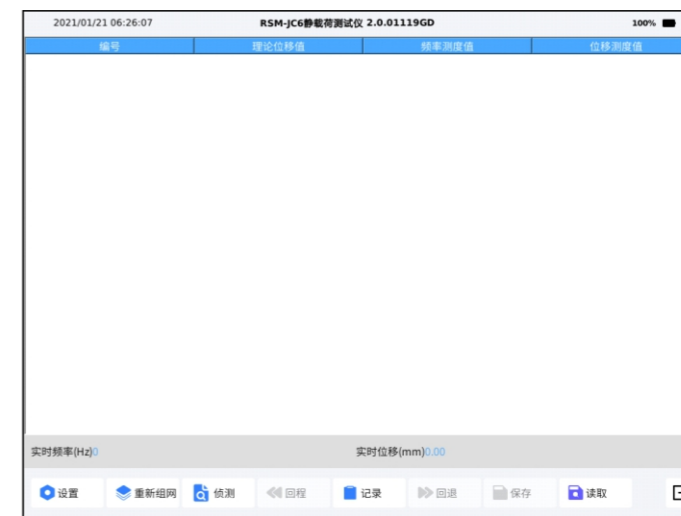 2021/01/21 06:26:07 RSM-JC6静载荷测试仪 2.0.01119GD 100%
编号 理论位移值 频率测度值 位移测度值
实时频率(Hz)0 实时位移(mm)0.00
设置 重新组网 侦测 回程 记录 回退 保存 读取